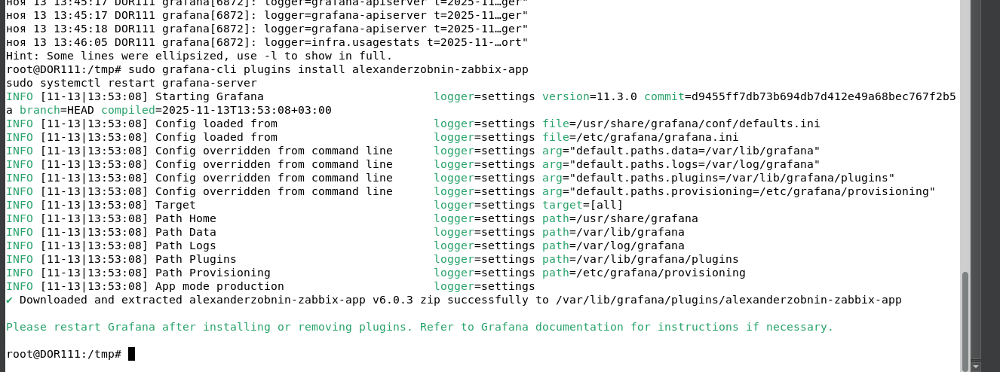 ноя 13 13:45:17 DOR111 grafana[6872]: logger=grafana-apiserver t=2025-11…ger"
ноя 13 13:45:17 DOR111 grafana[6872]: logger=grafana-apiserver t=2025-11…ger"
ноя 13 13:45:18 DOR111 grafana[6872]: logger=grafana-apiserver t=2025-11…ger"
ноя 13 13:46:05 DOR111 grafana[6872]: logger=infra.usagestats t=2025-11-…ort"
Hint: Some lines were ellipsized, use -l to show in full.
root@DOR111:/tmp# sudo grafana-cli plugins install alexanderzobnin-zabbix-app
sudo systemctl restart grafana-server
INFO [11-13|13:53:08] Starting Grafana                         logger=settings version=11.3.0 commit=d9455ff7db73b694db7d412e49a68bec767f2b5
a branch=HEAD compiled=2025-11-13T13:53:08+03:00
INFO [11-13|13:53:08] Config loaded from                       logger=settings file=/usr/share/grafana/conf/defaults.ini
INFO [11-13|13:53:08] Config loaded from                       logger=settings file=/etc/grafana/grafana.ini
INFO [11-13|13:53:08] Config overridden from command line      logger=settings arg="default.paths.data=/var/lib/grafana"
INFO [11-13|13:53:08] Config overridden from command line      logger=settings arg="default.paths.logs=/var/log/grafana"
INFO [11-13|13:53:08] Config overridden from command line      logger=settings arg="default.paths.plugins=/var/lib/grafana/plugins"
INFO [11-13|13:53:08] Config overridden from command line      logger=settings arg="default.paths.provisioning=/etc/grafana/provisioning"
INFO [11-13|13:53:08] Target                                   logger=settings target=[all]
INFO [11-13|13:53:08] Path Home                                logger=settings path=/usr/share/grafana
INFO [11-13|13:53:08] Path Data                                logger=settings path=/var/lib/grafana
INFO [11-13|13:53:08] Path Logs                                logger=settings path=/var/log/grafana
INFO [11-13|13:53:08] Path Plugins                             logger=settings path=/var/lib/grafana/plugins
INFO [11-13|13:53:08] Path Provisioning                        logger=settings path=/etc/grafana/provisioning
INFO [11-13|13:53:08] App mode production                      logger=settings
✔ Downloaded and extracted alexanderzobnin-zabbix-app v6.0.3 zip successfully to /var/lib/grafana/plugins/alexanderzobnin-zabbix-app
Please restart Grafana after installing or removing plugins. Refer to Grafana documentation for instructions if necessary.
root@DOR111:/tmp#